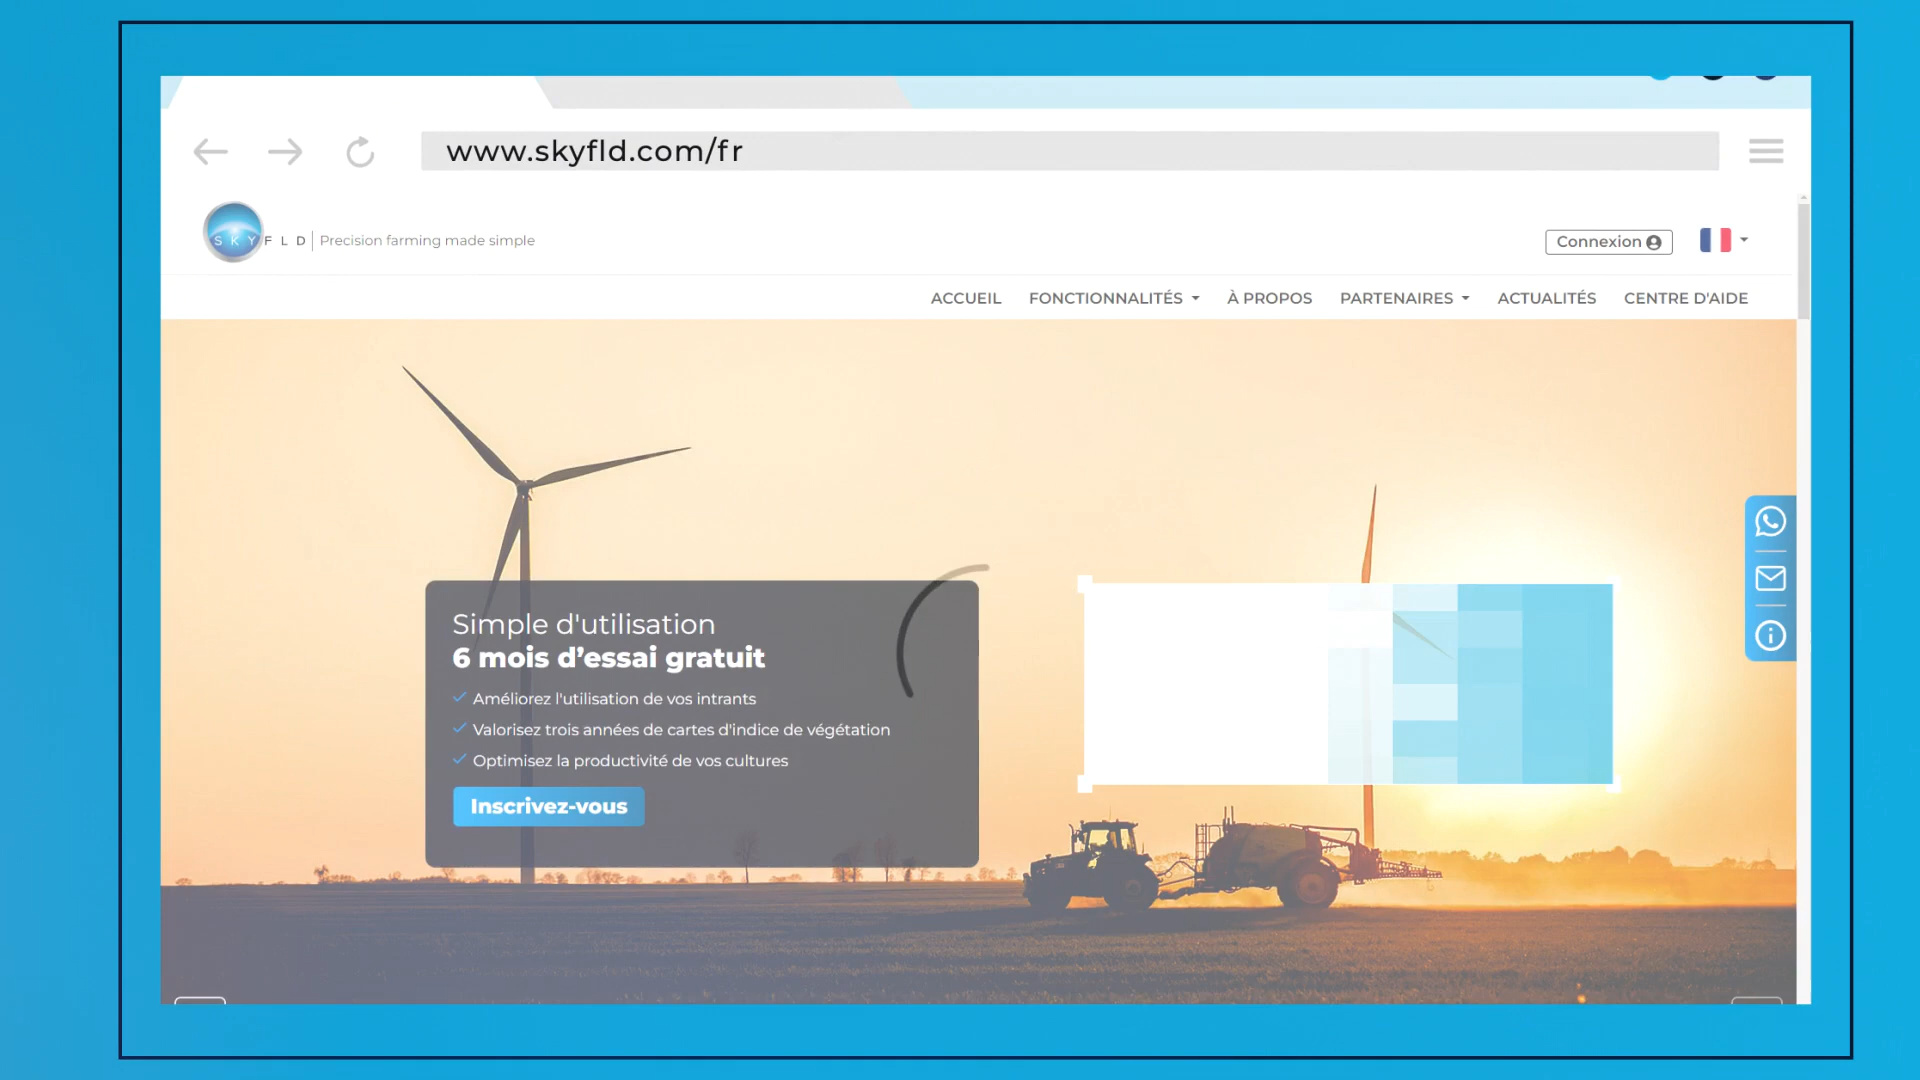 www.skyfld.com/fr
SKYFLD | Precision farming made simple
Connexion
ACCUEIL FONCTIONNALITÉS À PROPOS PARTENAIRES ACTUALITÉS CENTRE D'AIDE
Simple d'utilisation
6 mois d’essai gratuit
Améliorez l'utilisation de vos intrants
Valorisez trois années de cartes d'indice de végétation
Optimisez la productivité de vos cultures
Inscrivez-vous